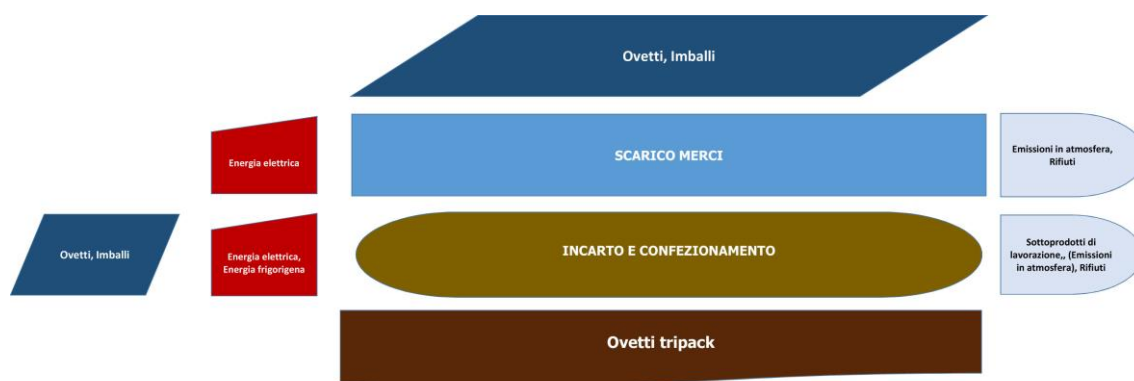 Ovetti, Imballi
Energia elettrica
SCARICO MERCI
Emissioni in atmosfera,
Rifiuti
Ovetti, Imballi
Energia elettrica,
Energia frigorigena
INCARTO E CONFEZIONAMENTO
Sottoprodotti di
lavorazione,, (Emissioni
in atmosfera), Rifiuti
Ovetti tripack